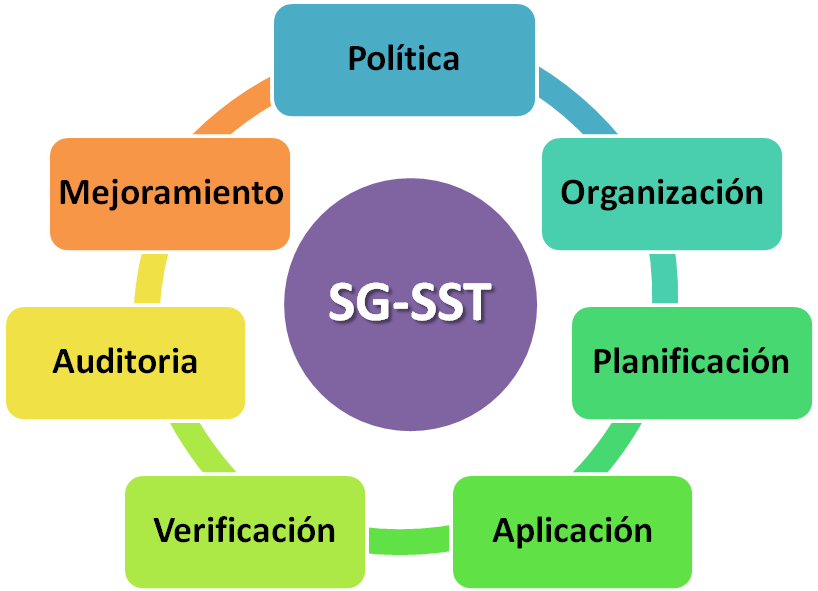 Política
Organización
Planificación
Aplicación
Verificación
Auditoria
Mejoramiento
SG-SST